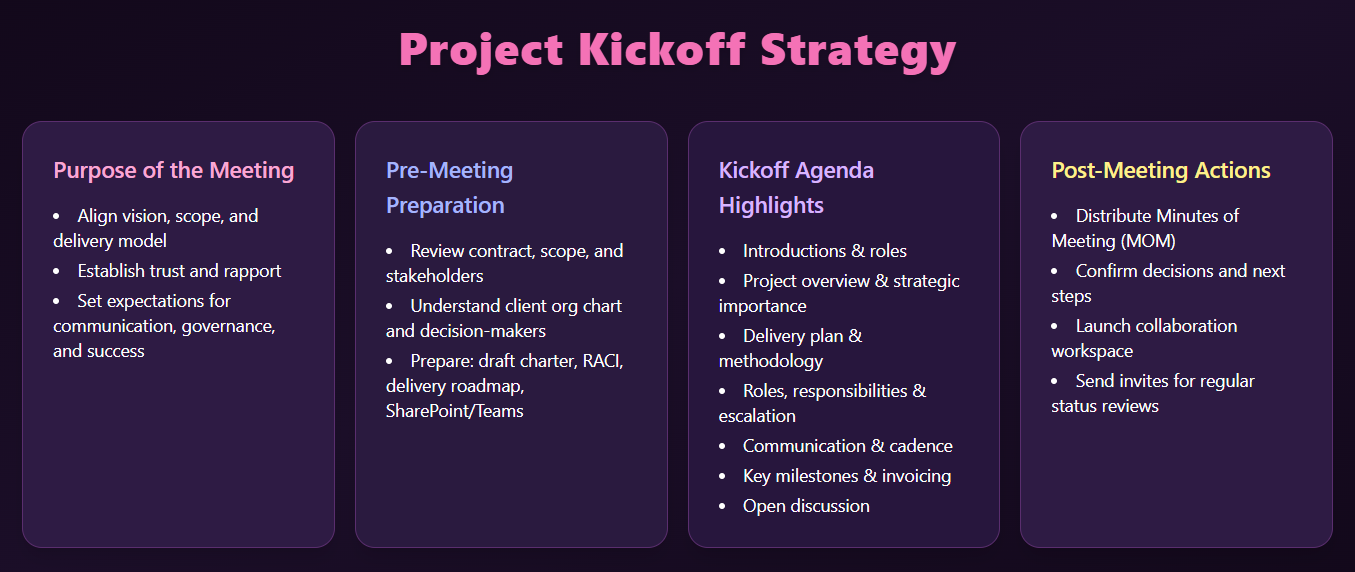 Project Kickoff Strategy
Purpose of the Meeting
• Align vision, scope, and
delivery model
• Establish trust and rapport
• Set expectations for
communication, governance,
and success
Pre-Meeting
Preparation
• Review contract, scope, and
stakeholders
• Understand client org chart
and decision-makers
• Prepare: draft charter, RACI,
delivery roadmap,
SharePoint/Teams
Kickoff Agenda
Highlights
• Introductions & roles
• Project overview & strategic
importance
• Delivery plan &
methodology
• Roles, responsibilities &
escalation
• Communication & cadence
• Key milestones & invoicing
• Open discussion
Post-Meeting Actions
• Distribute Minutes of
Meeting (MOM)
• Confirm decisions and next
steps
• Launch collaboration
workspace
• Send invites for regular
status reviews